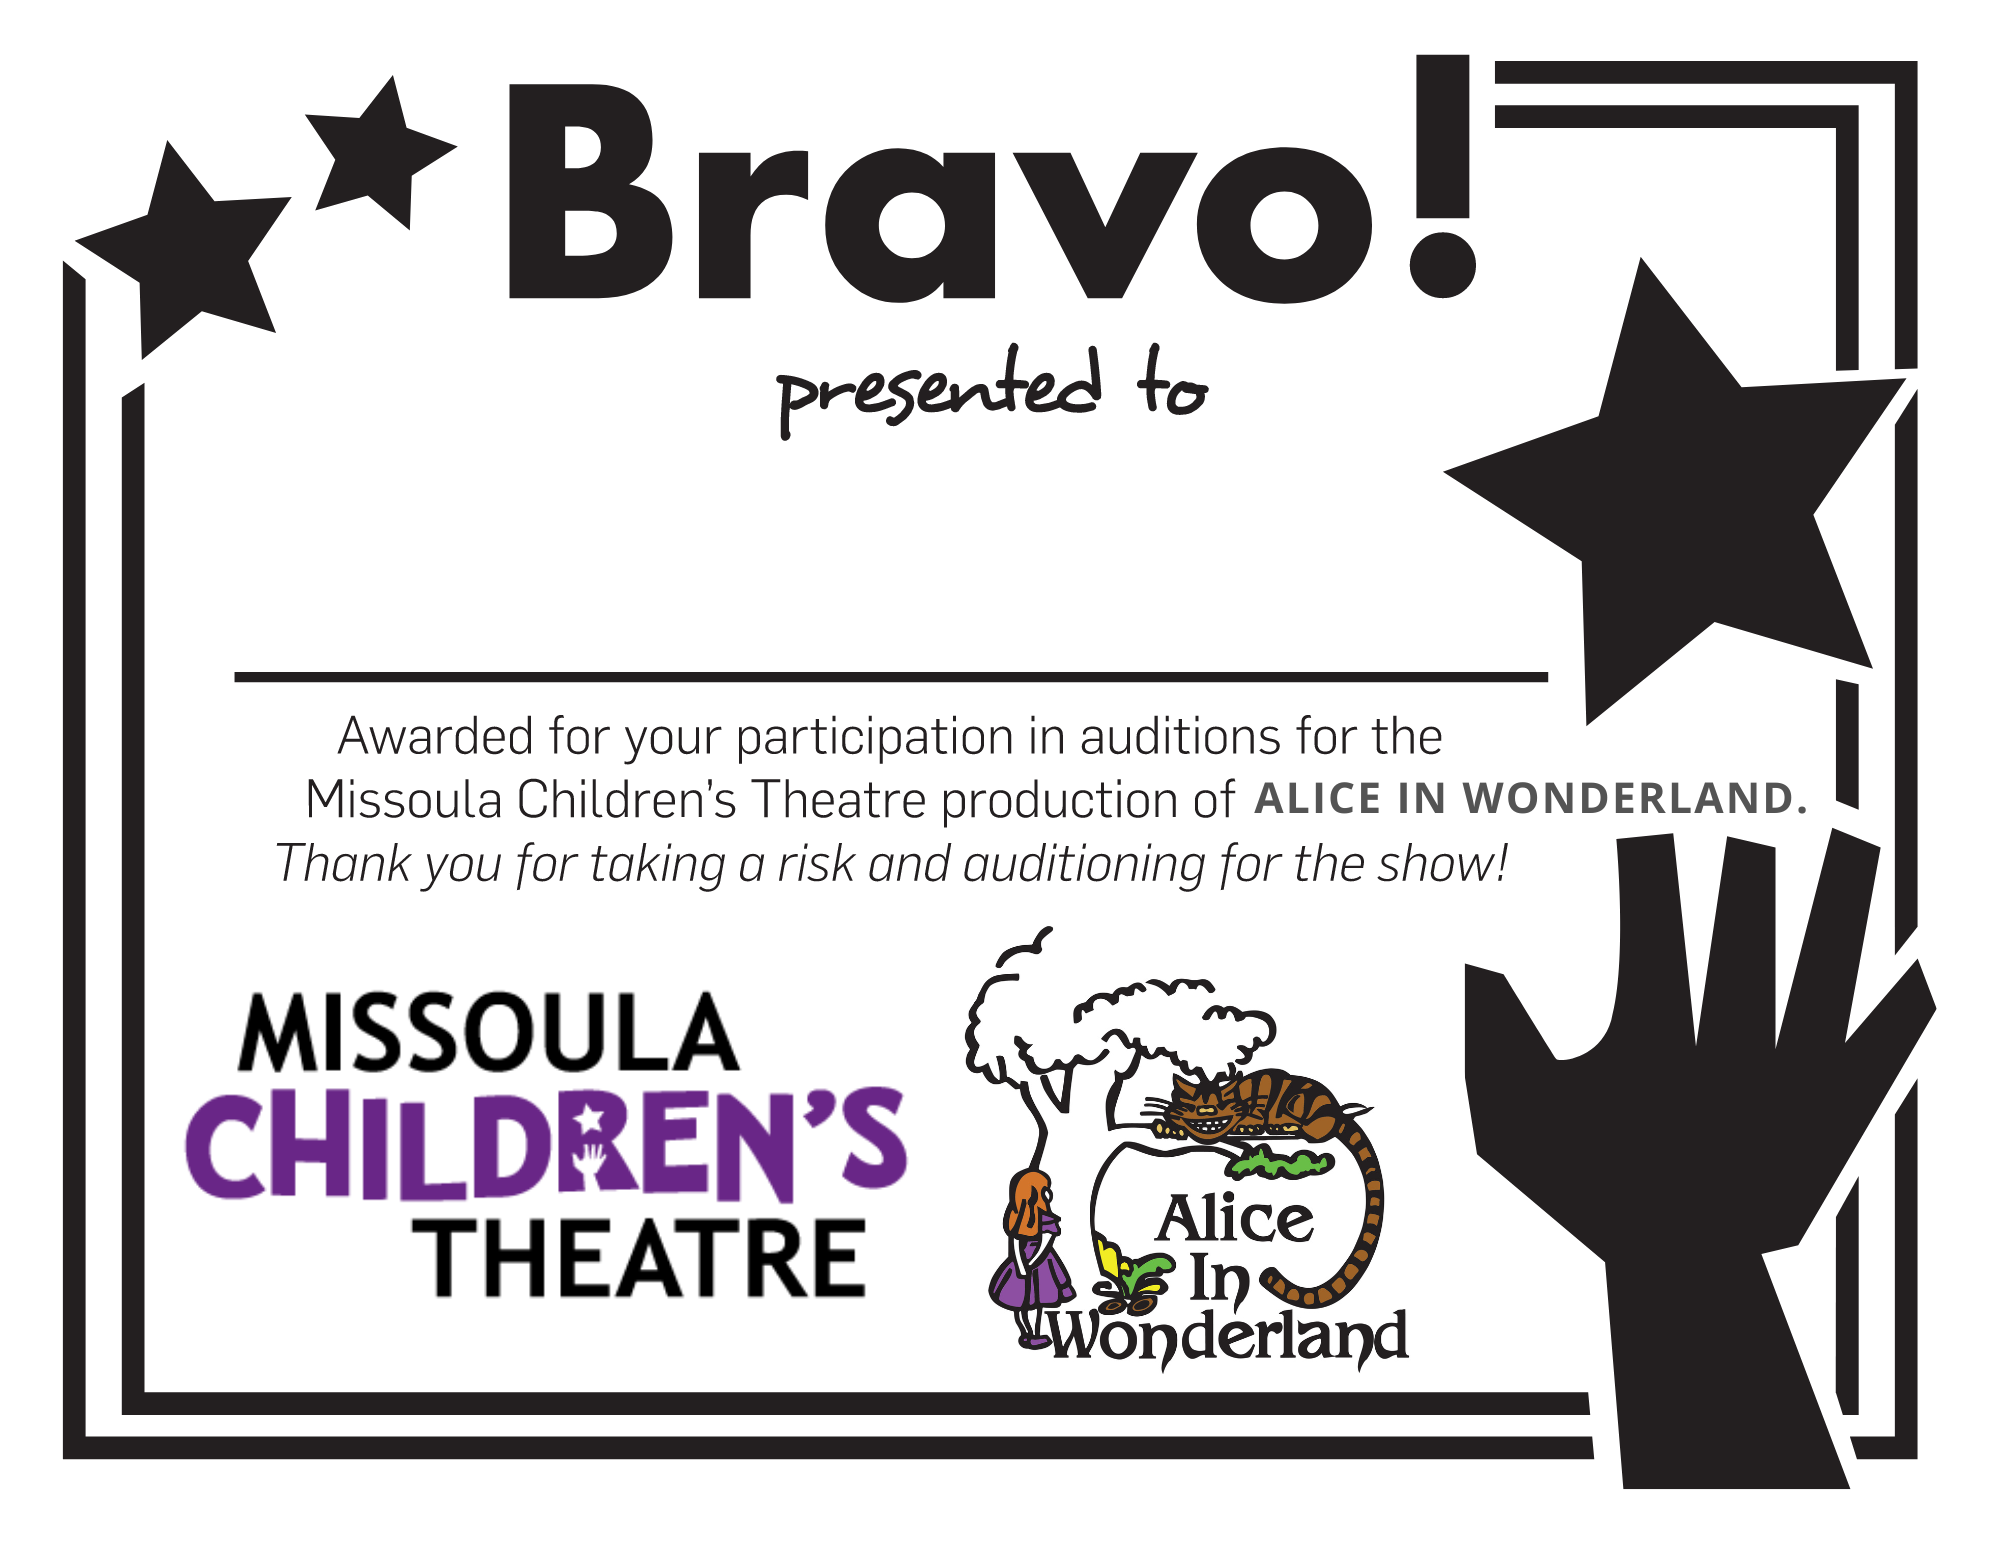 Bravo!
presented to
Awarded for your participation in auditions for the
Missoula Children’s Theatre production of ALICE IN WONDERLAND.
Thank you for taking a risk and auditioning for the show!
MISSOULA
CHILDREN’S
THEATRE
Alice
In
Wonderland